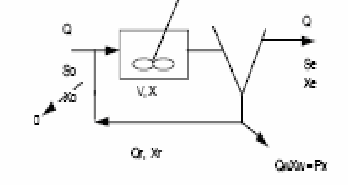 Q
So
Xo
0
V, X
Q
Se
Xe
Qr, Xr
QwXw=Px